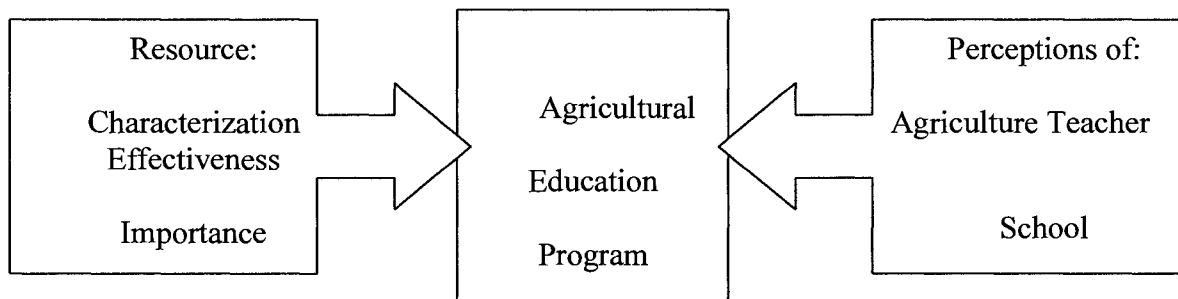 Resource:
Characterization
Effectiveness
Importance
Agricultural
Education
Program
Perceptions of:
Agriculture Teacher
School